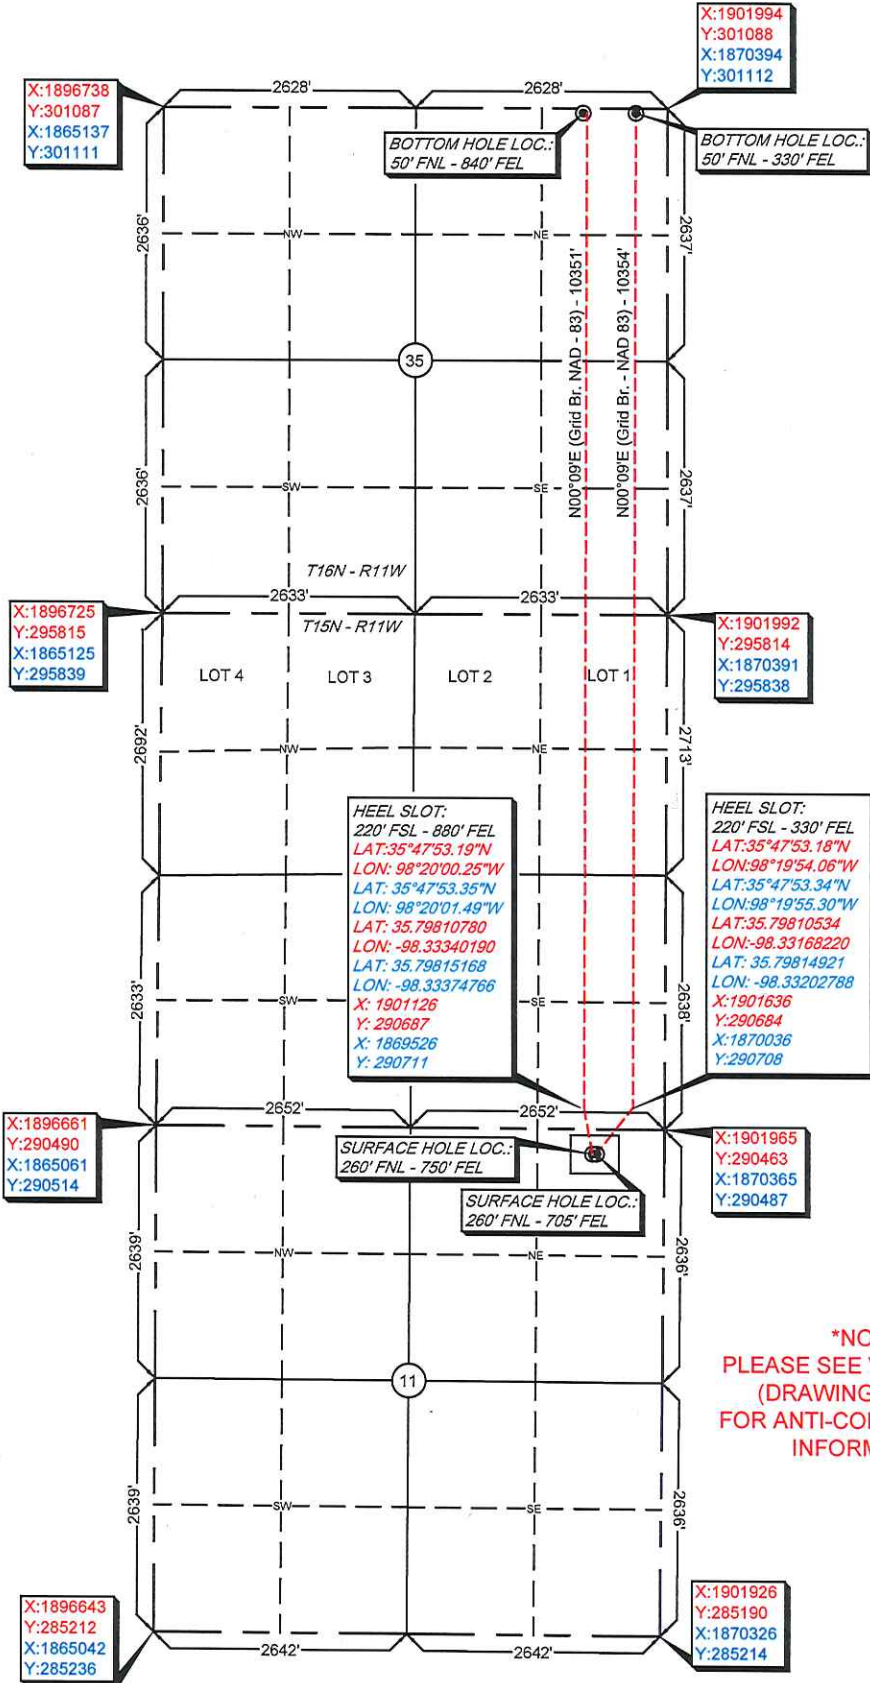 X:1901994
Y:301088
X:1870394
Y:301112
X:1896738
Y:301087
X:1865137
Y:301111
2628'
2628'
BOTTOM HOLE LOC.:
50' FNL - 840' FEL
BOTTOM HOLE LOC.:
50' FNL - 330' FEL
2636'
NW
NE
2637'
N00°09'E (Grid Br. NAD - 83) - 10351'
N00°09'E (Grid Br. - NAD 83) - 10354'
35
2636'
SW
SE
2637'
T16N - R11W
2633'
2633'
T15N - R11W
X:1896725
Y:295815
X:1865125
Y:295839
X:1901992
Y:295814
X:1870391
Y:295838
LOT 4
LOT 3
LOT 2
LOT 1
2692'
NW
NE
2713'
HEEL SLOT:
220' FSL - 880' FEL
LAT:35°47'53.19"N
LON: 98°20'00.25"W
LAT: 35°47'53.35"N
LON: 98°20'01.49"W
LAT: 35.79810780
LON: -98.33340190
LAT: 35.79815168
LON: -98.33374766
X: 1901126
Y: 290687
X: 1869526
Y: 290711
HEEL SLOT:
220' FSL - 330' FEL
LAT:35°47'53.18"N
LON:98°19'54.06"W
LAT:35°47'53.34"N
LON:98°19'55.30"W
LAT:35.79810534
LON:-98.33168220
LAT: 35.79814921
LON: -98.33202788
X:1901636
Y:290684
X:1870036
Y:290708
2633'
SW
SE
2638'
2652'
2652'
X:1896661
Y:290490
X:1865061
Y:290514
SURFACE HOLE LOC.:
260' FNL - 750' FEL
X:1901965
Y:290463
X:1870365
Y:290487
SURFACE HOLE LOC.:
260' FNL - 705' FEL
2639'
NW
NE
2636'
*NO
PLEASE SEE
(DRAWING
FOR ANTI-COL
INFORM
11
2639'
SW
SE
2636'
X:1896643
Y:285212
X:1865042
Y:285236
2642'
2642'
X:1901926
Y:285190
X:1870326
Y:285214